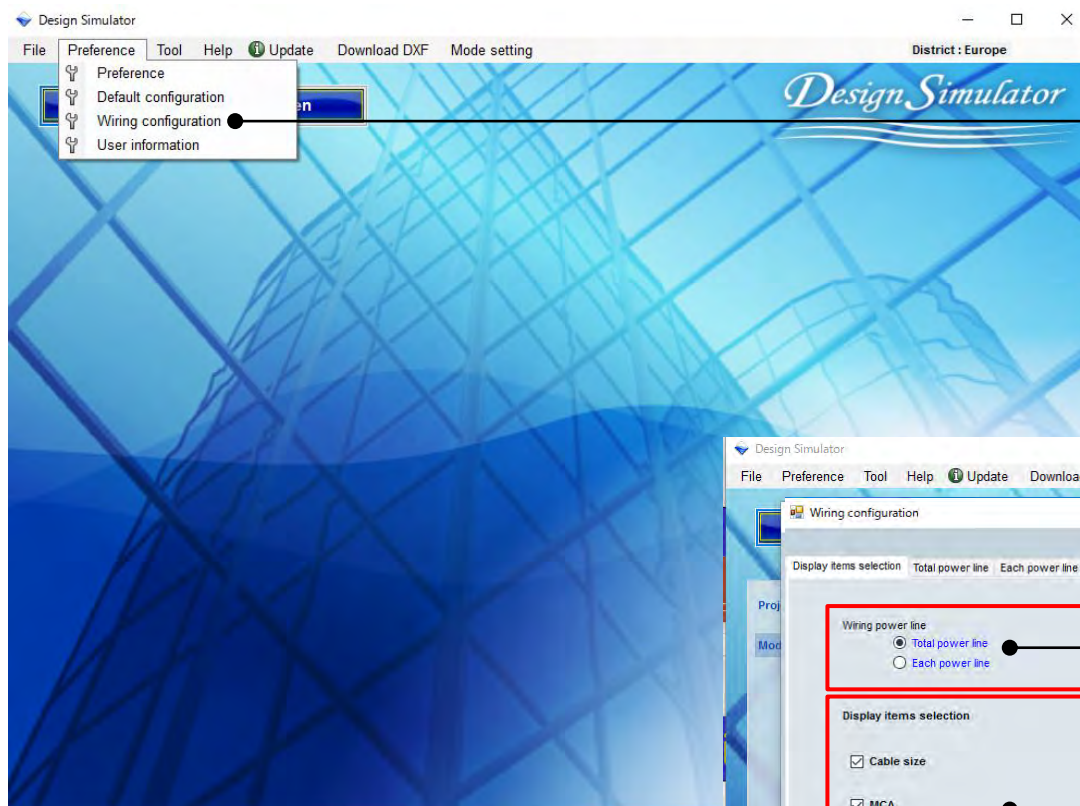 Design Simulator
File Preference Tool Help Update Download DXF Mode setting District : Europe
Preference
Default configuration
Wiring configuration
User information
Design Simulator
Design Simulator
File Preference Tool Help Update
Wiring configuration
Display items selection Total power line Each power line
Wiring power line
Total power line
Each power line
Display items selection
Cable size
MCA